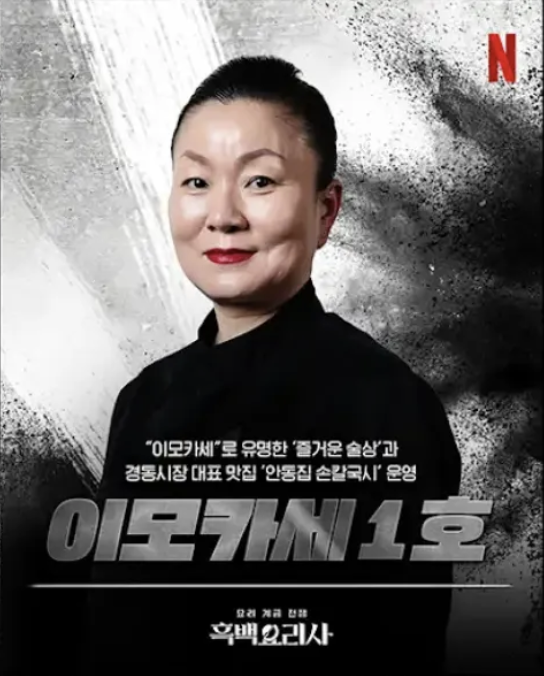 N
"이모카세"로 유명한 '즐거운 술상'과
경동시장 대표 맛집 '안동집 손칼국시' 운영
이모카세 1호
요리 계급 전쟁
흑백요리사